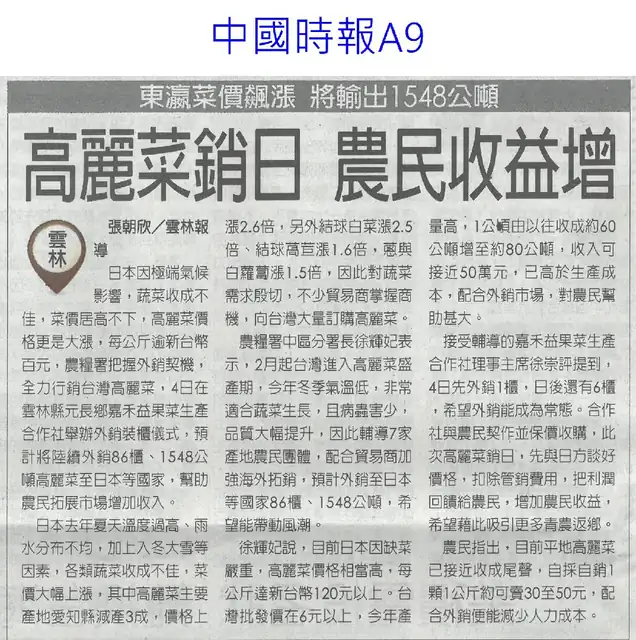 中國時報A9
東瀛菜價飆漲 將輸出1548公噸
高麗菜銷日 農民收益增
雲林
張朝欣／雲林報
導
日本因極端氣候
影響，蔬菜收成不
佳，菜價居高不下，高麗菜價
格更是大漲，每公斤逾新台幣
百元，農糧署把握外銷契機，
全力行銷台灣高麗菜，4日在
雲林縣元長鄉嘉禾益果菜生產
合作社舉辦外銷裝櫃儀式，預
計將陸續外銷86櫃、1548公
噸高麗菜至日本等國家，幫助
農民拓展市場增加收入。
日本去年夏天溫度過高、雨
水分布不均，加上入冬大雪等
因素，各類蔬菜收成不佳，菜
價大幅上漲，其中高麗菜主要
產地愛知縣減產3成，價格上
漲2.6倍，另外結球白菜漲2.5
倍、結球萵苣漲1.6倍，蔥與
白蘿蔔漲1.5倍，因此對蔬菜
需求殷切，不少貿易商掌握商
機，向台灣大量訂購高麗菜。
農糧署中區分署長徐輝妃表
示，2月起台灣進入高麗菜盛
產期，今年冬季氣溫低，非常
適合蔬菜生長，且病蟲害少，
品質大幅提升，因此輔導7家
產地農民團體，配合貿易商加
強海外拓銷，預計外銷至日本
等國家86櫃、1548公噸，希
望能帶動風潮。
徐輝妃說，目前日本因缺菜
嚴重，高麗菜價格相當高，每
公斤達新台幣120元以上。台
灣批發價在6元以上，今年產
量高，1公頃由以往收成約60
公噸增至約80公噸，收入可
接近50萬元，已高於生產成
本，配合外銷市場，對農民幫
助甚大。
接受輔導的嘉禾益果菜生產
合作社理事主席徐崇評提到，
4日先外銷1櫃，日後還有6櫃
，希望外銷能成為常態。合作
社與農民契作並保價收購，此
次高麗菜銷日，先與日方談好
價格，扣除管銷費用，把利潤
回饋給農民，增加農民收益，
希望藉此吸引更多青農返鄉。
農民指出，目前平地高麗菜
已接近收成尾聲，自採自銷1
顆1公斤約可賣30至50元，配
合外銷便能減少人力成本。